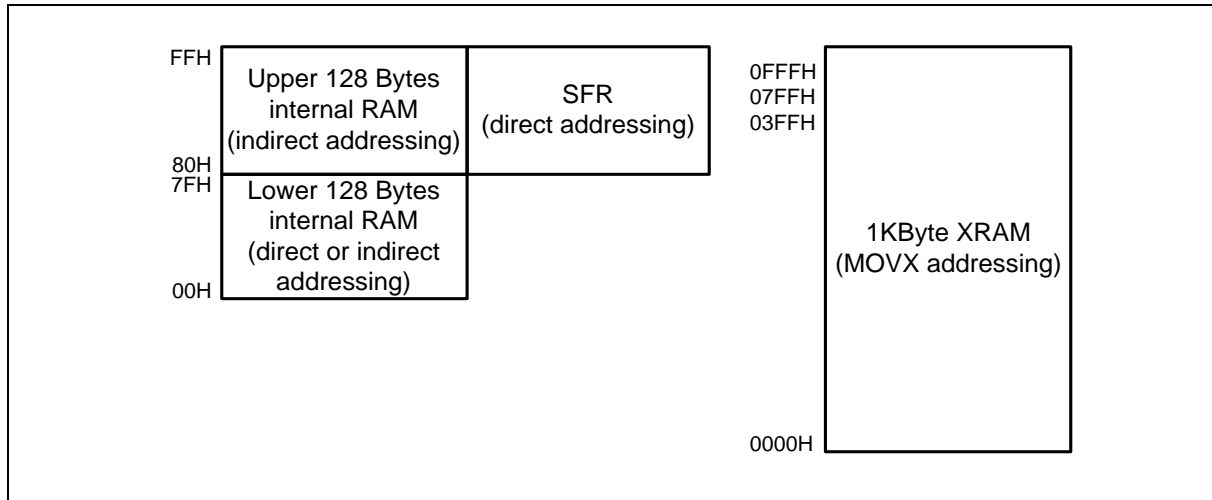 FFH
Upper 128 Bytes
internal RAM
(indirect addressing)
80H
SFR
(direct addressing)
7FH
Lower 128 Bytes
internal RAM
(direct or indirect
addressing)
00H
0FFFH
07FFH
03FFH
1KByte XRAM
(MOVX addressing)
0000H